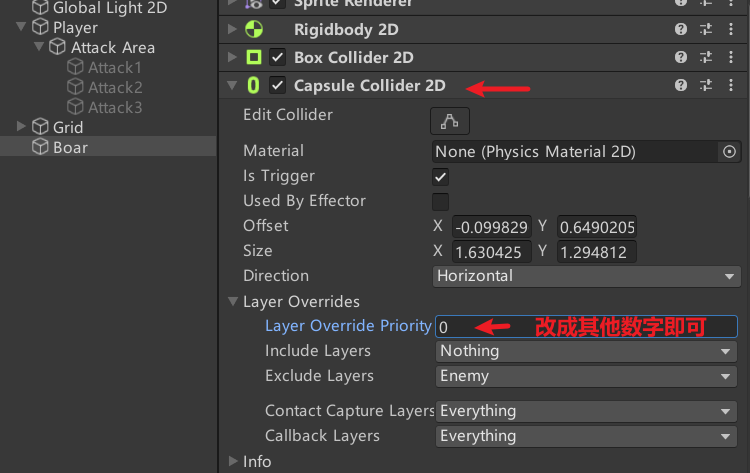 Global Light 2D
Player
Attack Area
Attack1
Attack2
Attack3
Grid
Boar
Sprite Renderer
Rigidbody 2D
Box Collider 2D
Capsule Collider 2D
Edit Collider
Material None (Physics Material 2D)
Is Trigger
Used By Effector
Offset X -0.099829 Y 0.6490205
Size X 1.630425 Y 1.294812
Direction Horizontal
Layer Overrides
Layer Override Priority 0 改成其他数字即可
Include Layers Nothing
Exclude Layers Enemy
Contact Capture Layers Everything
Callback Layers Everything
Info